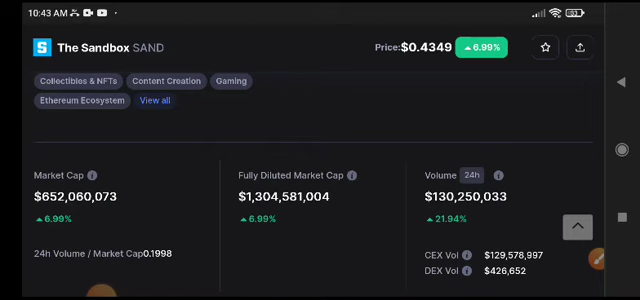 10:43 AM
The Sandbox SAND Price:$0.4349 6.99%
Collectibles & NFTs Content Creation Gaming
Ethereum Ecosystem View all
Market Cap Fully Diluted Market Cap Volume 24h
$652,060,073 $1,304,581,004 $130,250,033
6.99% 6.99% 21.94%
24h Volume / Market Cap0.1998 CEX Vol $129,578,997
DEX Vol $426,652